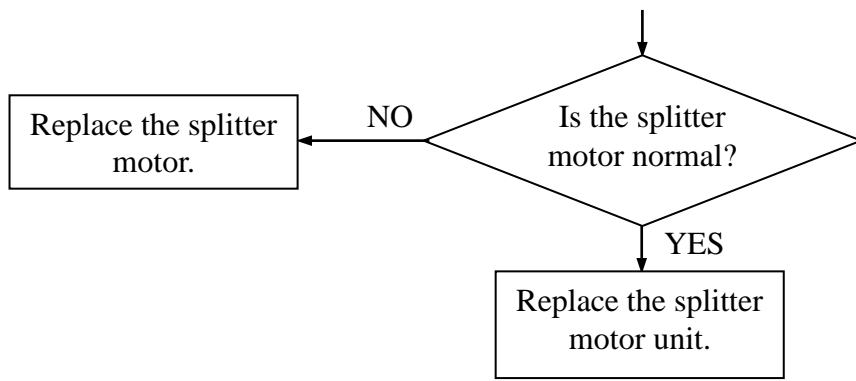 Is the splitter
motor normal?
NO
Replace the splitter
motor.
YES
Replace the splitter
motor unit.